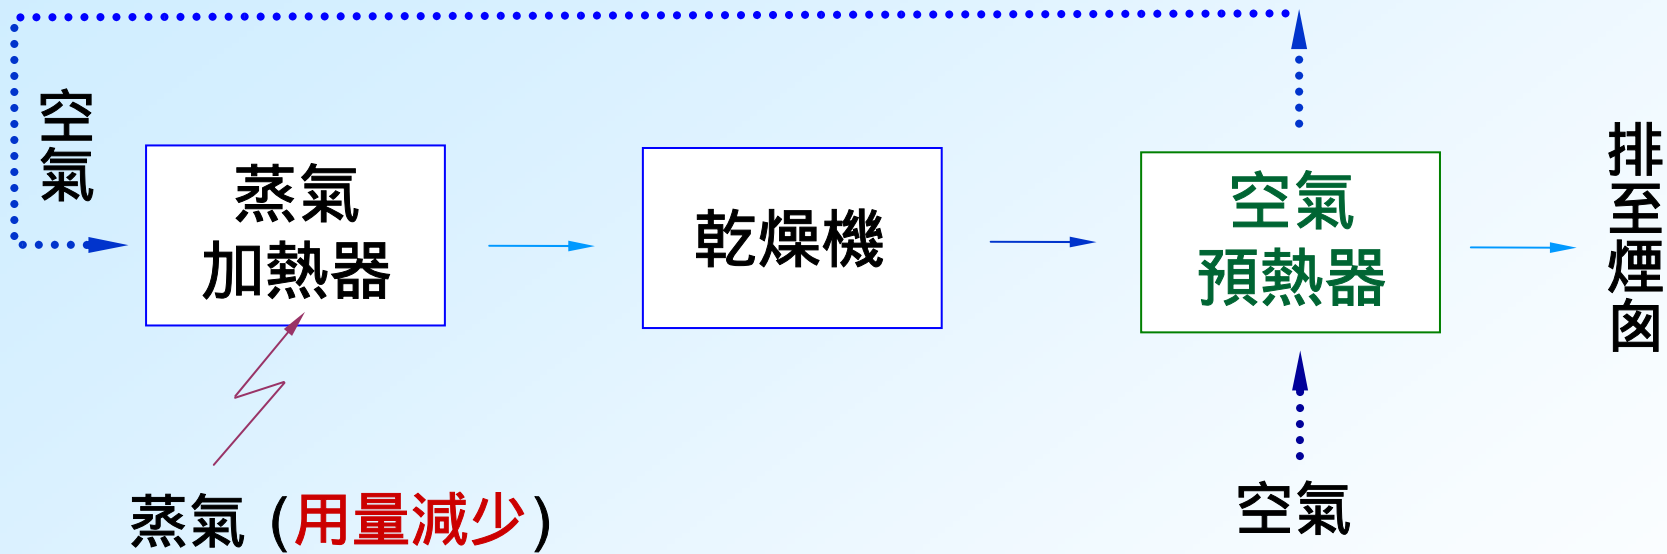 空氣
蒸氣
加熱器
乾燥機
空氣
預熱器
排至煙囪
蒸氣 (用量減少)
空氣